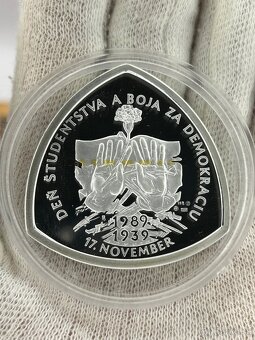 DEŇ ŠTUDENTSTVA A BOJA ZA DEMOKRACIU
1989
1939
17. NOVEMBER